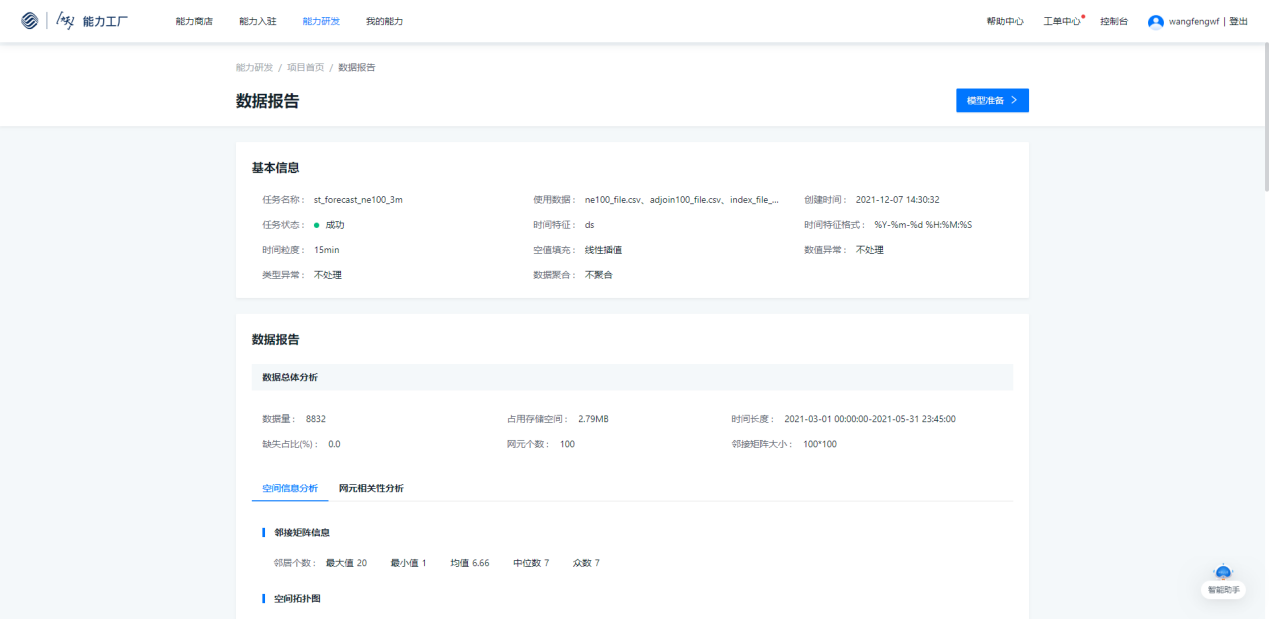 能力工厂 能力商店 能力入驻 能力研发 我的能力 帮助中心 工单中心 控制台 wangfengwf | 登出
能力研发 / 项目首页 / 数据报告
数据报告 模型准备
基本信息
任务名称： st_forecast_ne100_3m 使用数据： ne100_file.csv、adjoin100_file.csv、index_file_... 创建时间： 2021-12-07 14:30:32
任务状态： 成功 时间特征： ds 时间特征格式： %Y-%m-%d %H:%M:%S
时间粒度： 15min 空值填充： 线性插值 数值异常： 不处理
类型异常： 不处理 数据聚合： 不聚合
数据报告
数据总体分析
数据量： 8832 占用存储空间： 2.79MB 时间长度： 2021-03-01 00:00:00-2021-05-31 23:45:00
缺失占比(%)： 0.0 网元个数： 100 邻接矩阵大小： 100*100
空间信息分析 网元相关性分析
邻接矩阵信息
邻居个数： 最大值 20 最小值 1 均值 6.66 中位数 7 众数 7
空间拓扑图
智能助手